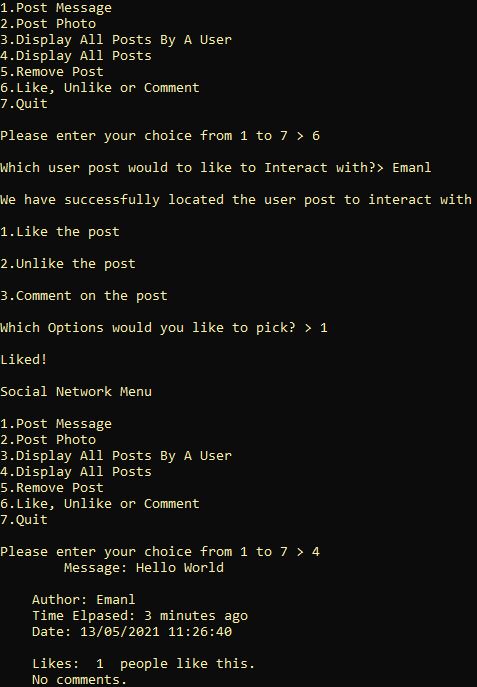 1.Post Message
2.Post Photo
3.Display All Posts By A User
4.Display All Posts
5.Remove Post
6.Like, Unlike or Comment
7.Quit
Please enter your choice from 1 to 7 > 6
Which user post would to like to Interact with?> Emanl
We have successfully located the user post to interact with
1.Like the post
2.Unlike the post
3.Comment on the post
Which Options would you like to pick? > 1
Liked!
Social Network Menu
1.Post Message
2.Post Photo
3.Display All Posts By A User
4.Display All Posts
5.Remove Post
6.Like, Unlike or Comment
7.Quit
Please enter your choice from 1 to 7 > 4
Message: Hello World
Author: Emanl
Time Elpased: 3 minutes ago
Date: 13/05/2021 11:26:40
Likes:  1  people like this.
No comments.